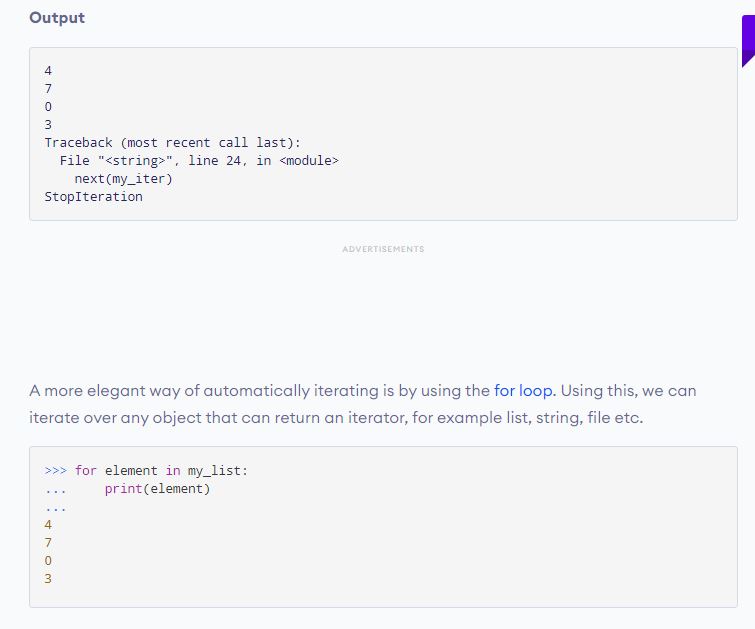 Output
4
7
0
3
Traceback (most recent call last):
  File "<string>", line 24, in <module>
    next(my_iter)
StopIteration
ADVERTISEMENTS
A more elegant way of automatically iterating is by using the for loop. Using this, we can
iterate over any object that can return an iterator, for example list, string, file etc.
>>> for element in my_list:
...     print(element)
...
4
7
0
3